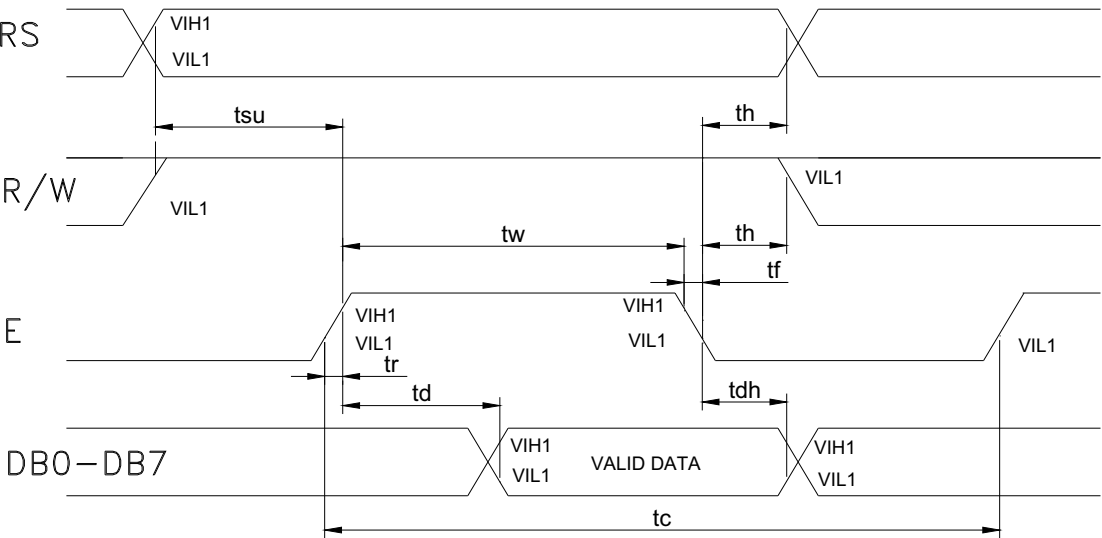 RS
VIH1
VIL1
tsu
th
R/W
VIL1
VIL1
tw
th
tf
E
VIH1
VIL1
VIH1
VIL1
VIL1
tr
td
tdh
DB0-DB7
VIH1
VIL1
VALID DATA
VIH1
VIL1
tc